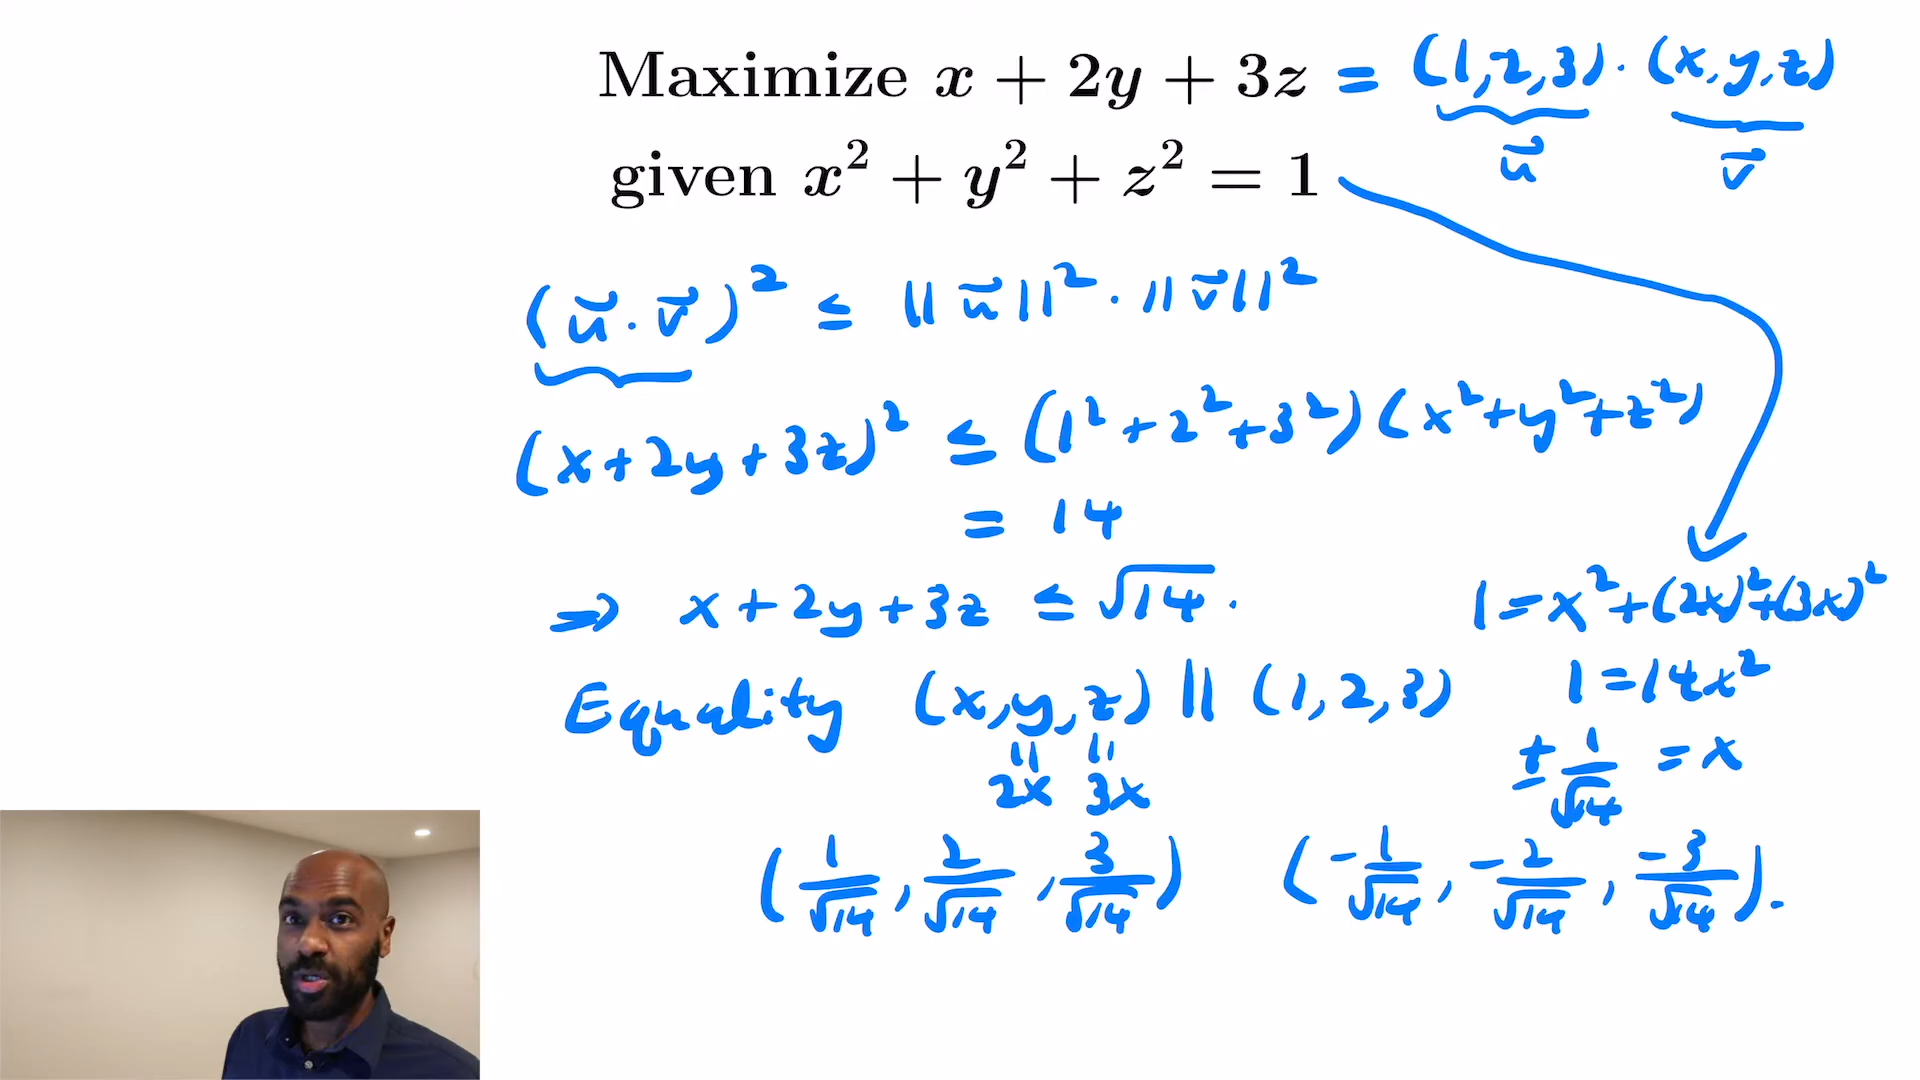 Maximize x + 2y + 3z = (1,2,3) · (x,y,z)
given x² + y² + z² = 1
u⃗ v⃗
(u⃗ · v⃗)² ≤ ||u⃗||² · ||v⃗||²
(x+2y+3z)² ≤ (1²+2²+3²)(x²+y²+z²)
= 14
⇒ x+2y+3z ≤ √14.
Equality (x,y,z) || (1,2,3)
2x 3x
1=x²+(2x)²+(3x)²
1=14x²
± 1/√14 = x
(1/√14, 2/√14, 3/√14) (-1/√14, -2/√14, -3/√14).